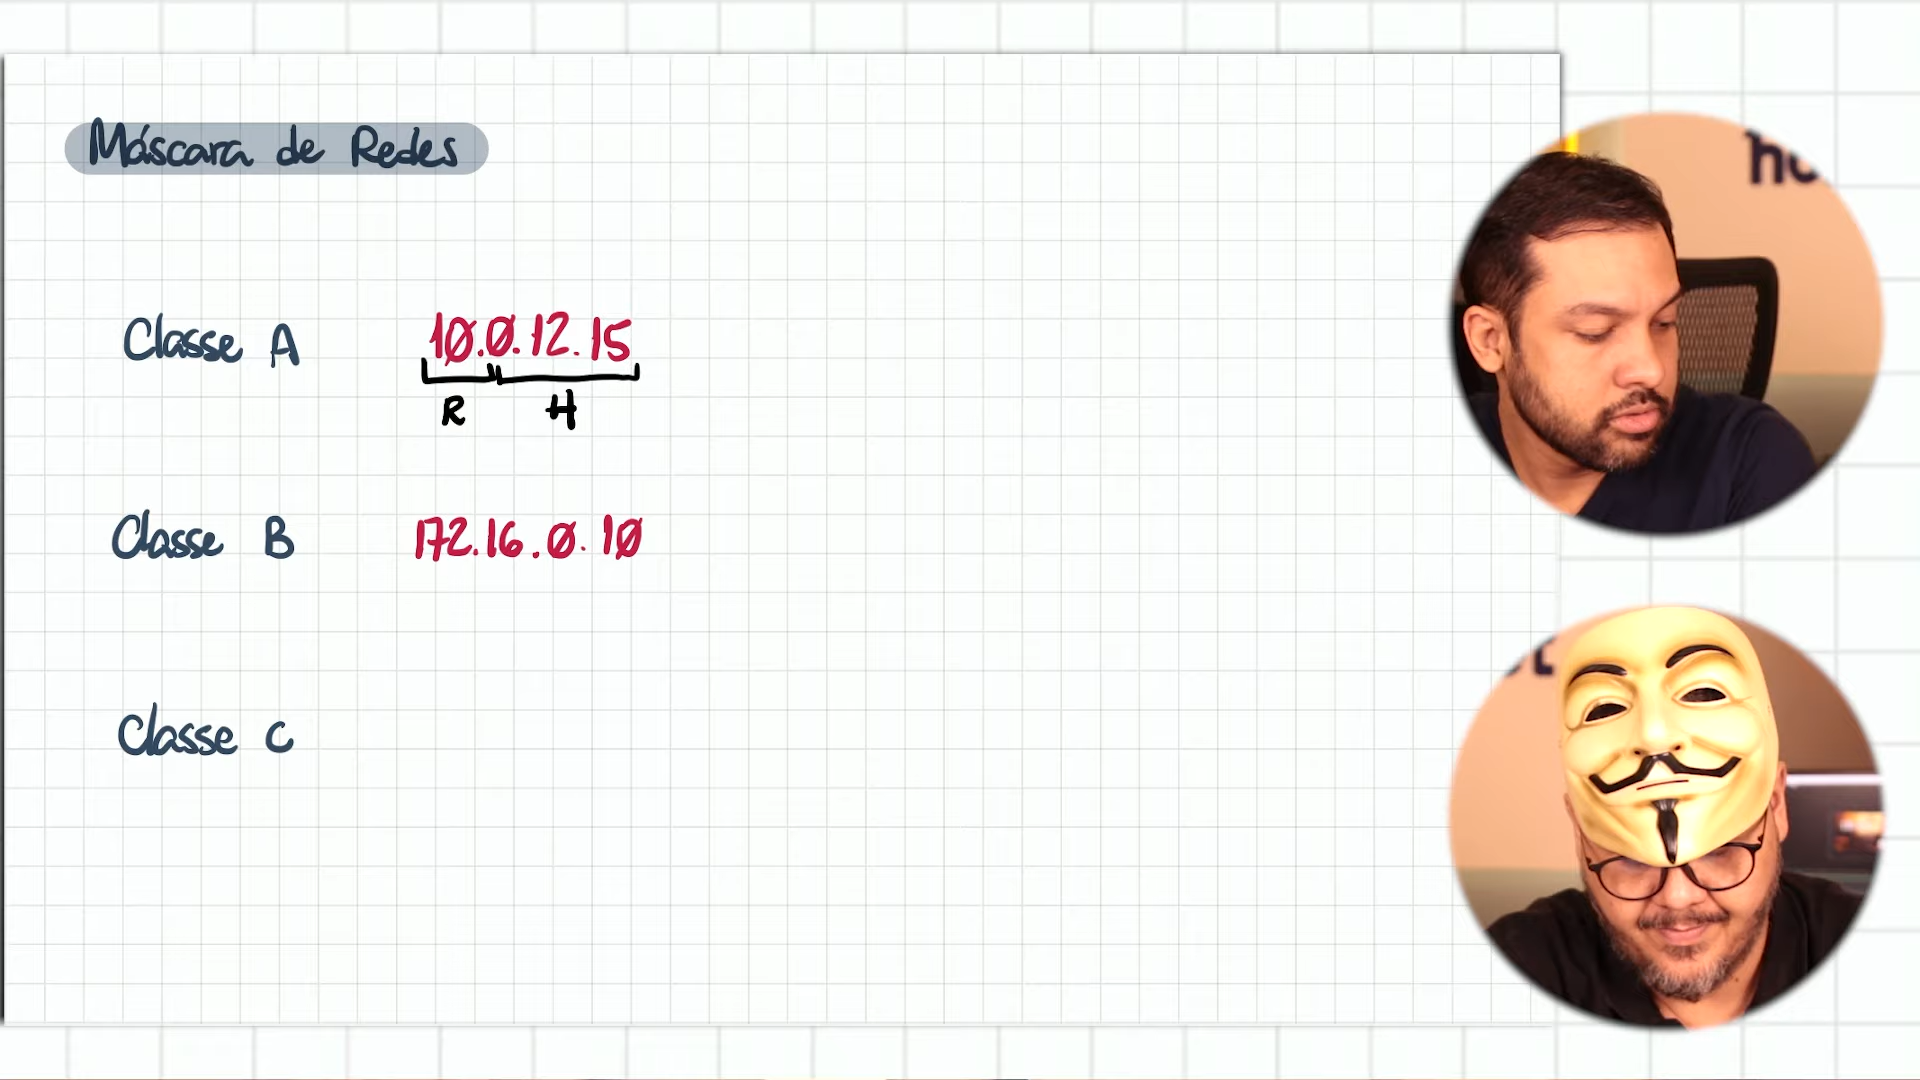 Máscara de Redes
Classe A 10.0.12.15
R H
Classe B 172.16.0.10
Classe C